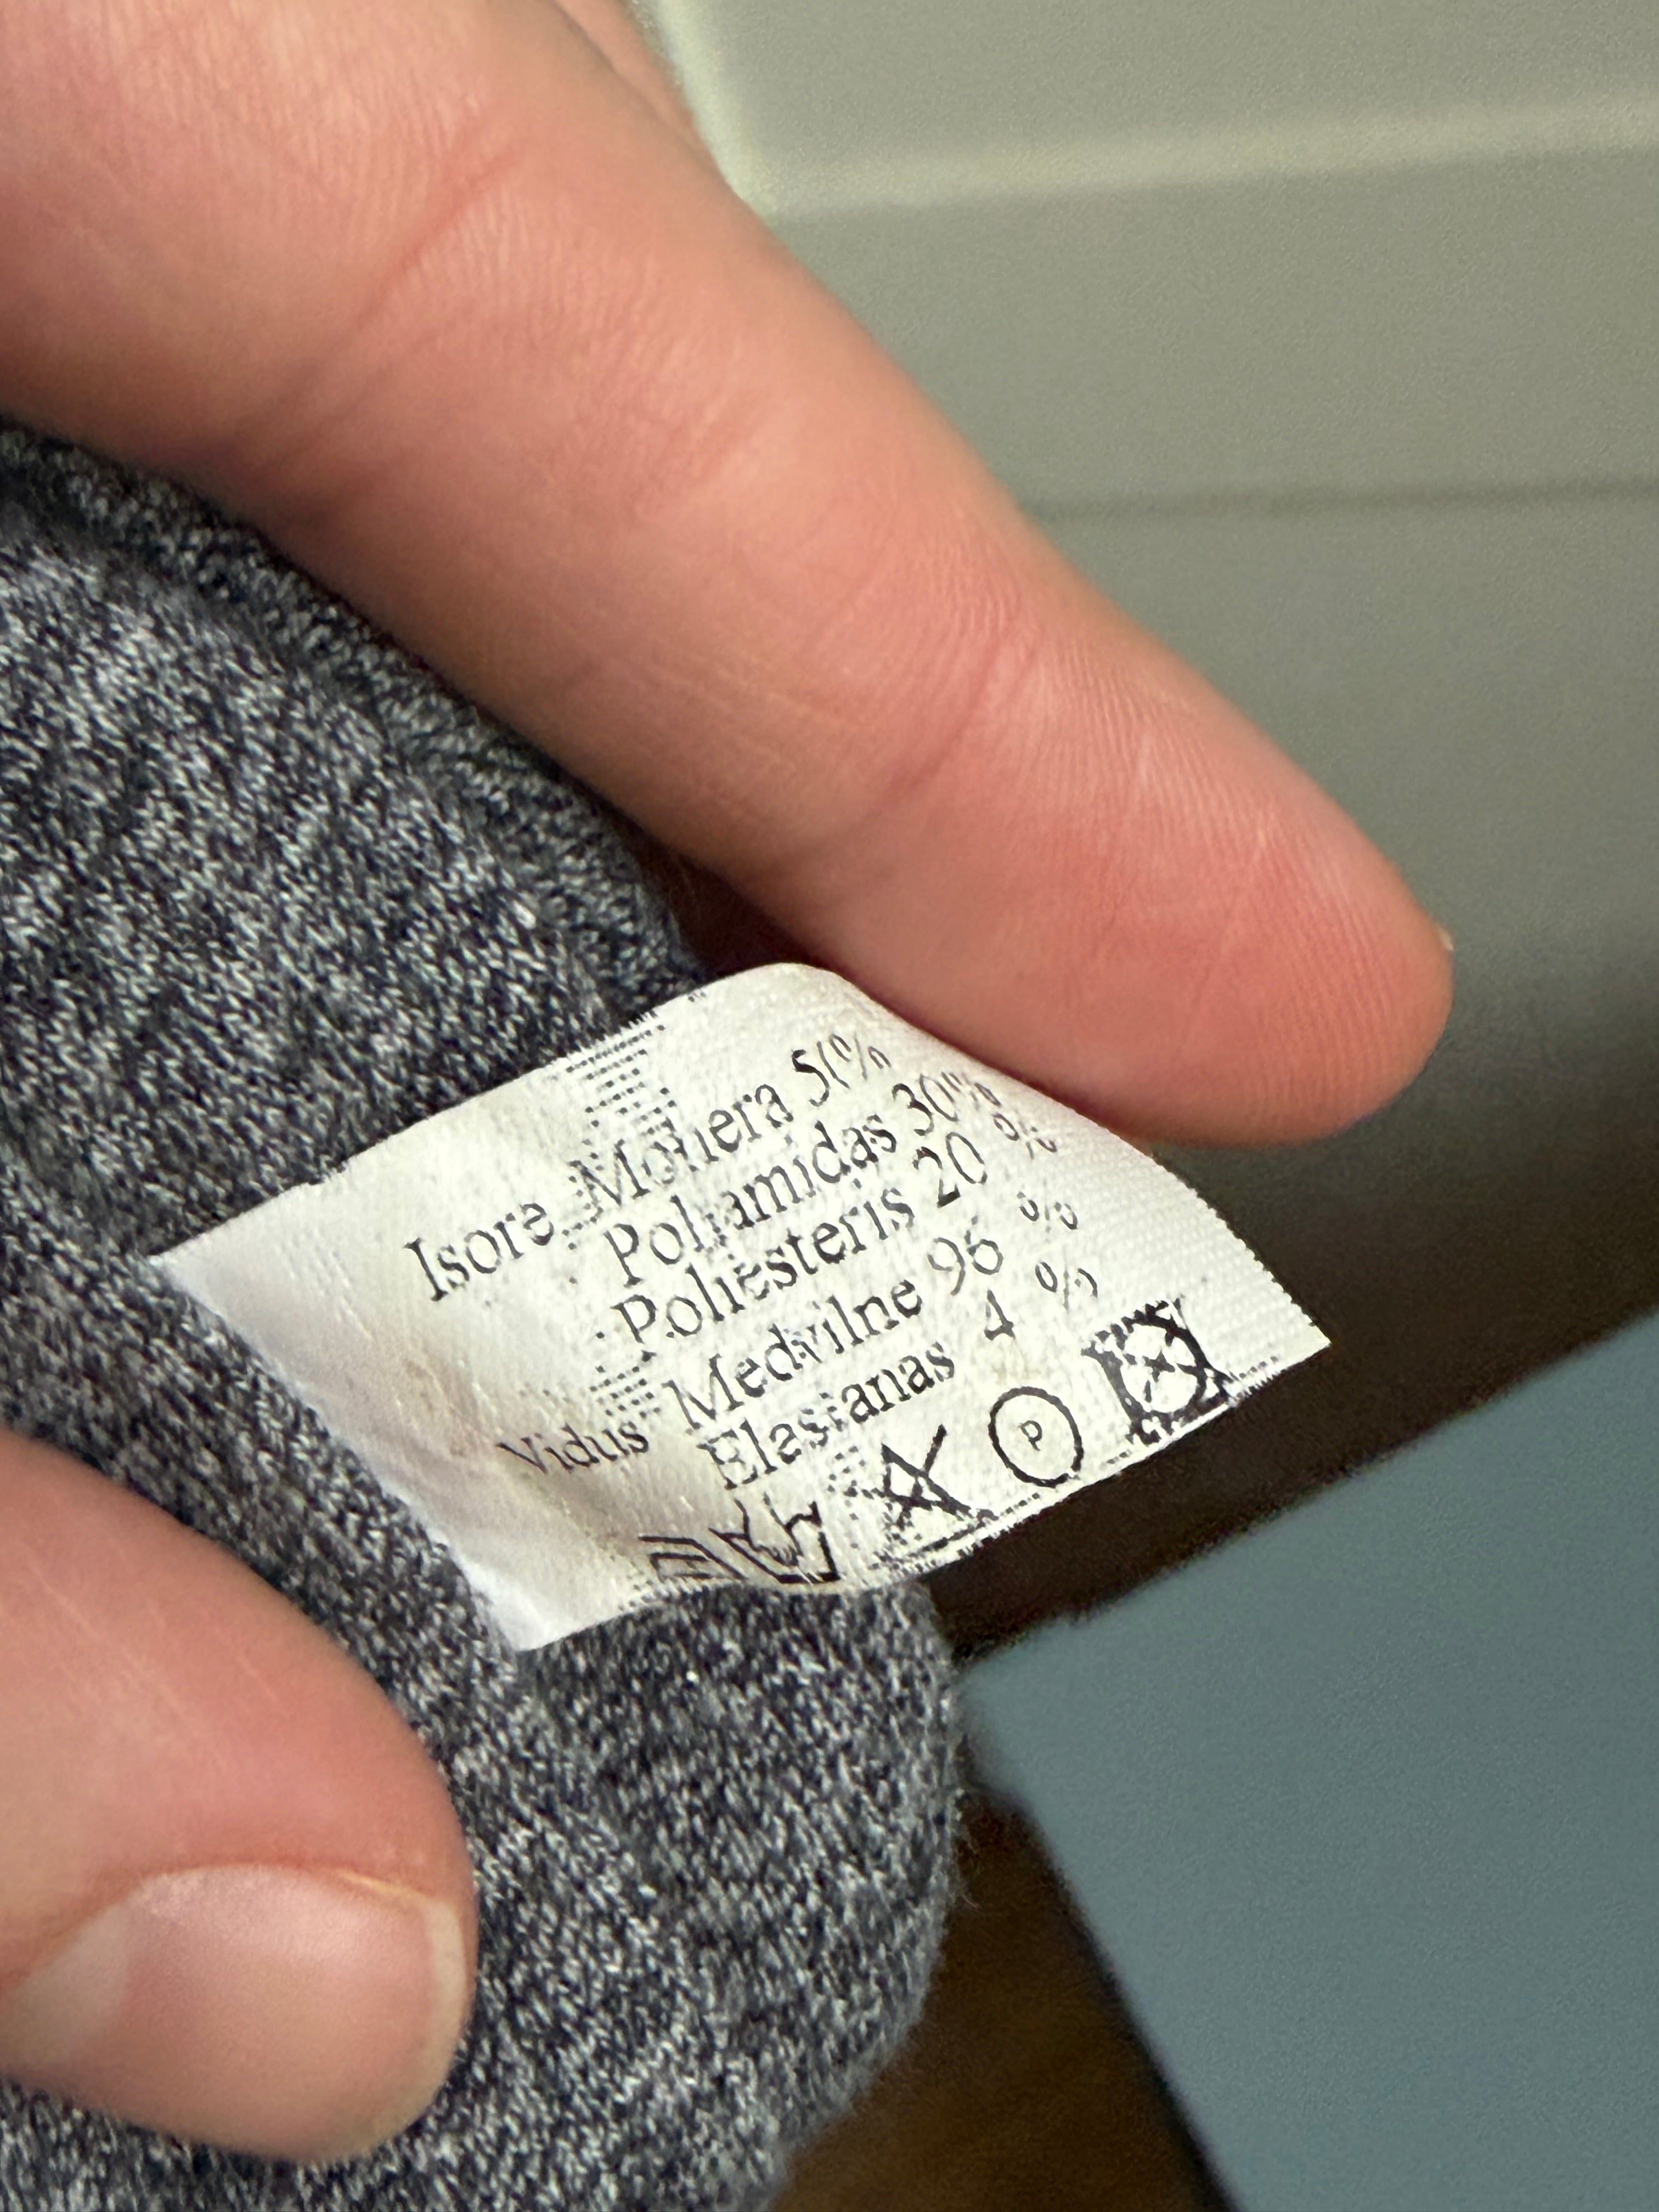 Isore Mohera 50%
Poliamidas 30%
Poliesteris 20 %
Vidus Medvilne 96 %
Elastanas 4 %
P